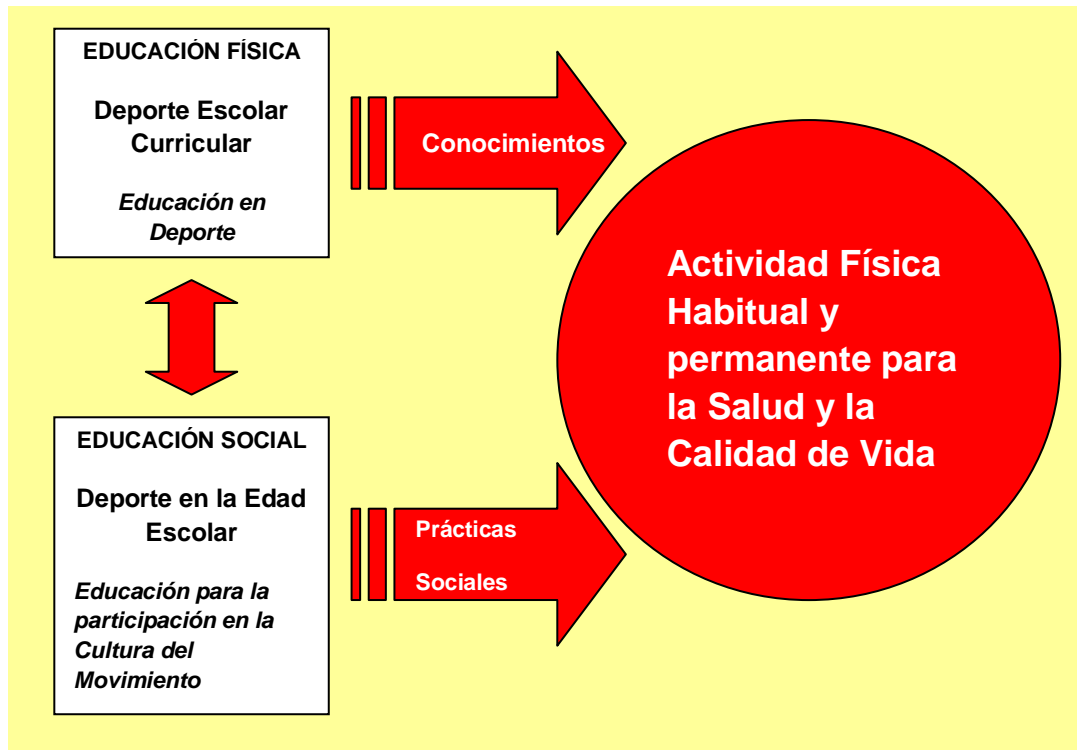 EDUCACIÓN FÍSICA
Deporte Escolar
Curricular
Educación en
Deporte
Conocimientos
EDUCACIÓN SOCIAL
Deporte en la Edad
Escolar
Educación para la
participación en la
Cultura del
Movimiento
Prácticas
Sociales
Actividad Física
Habitual y
permanente para
la Salud y la
Calidad de Vida